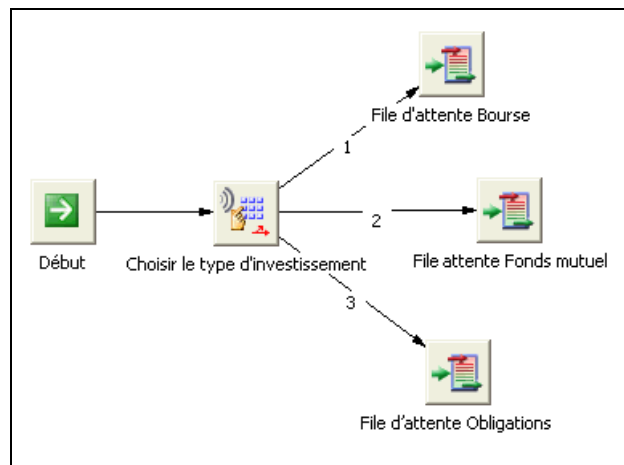 File d'attente Bourse
1
Début
Choisir le type d'investissement
2
File attente Fonds mutuel
3
File d’attente Obligations